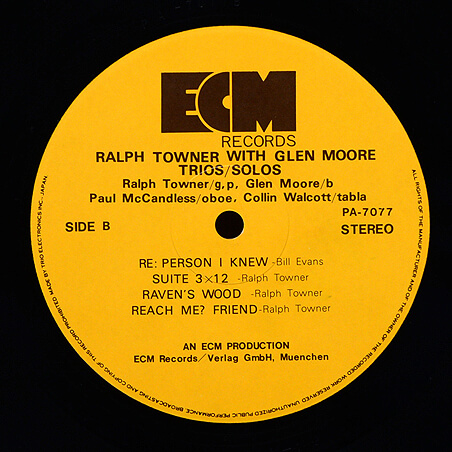 ECM
RECORDS
RALPH TOWNER WITH GLEN MOORE
TRIOS/SOLOS
Ralph Towner/g,p, Glen Moore/b
Paul McCandless/oboe, Collin Walcott/tabla
PA-7077
SIDE B
STEREO
RE: PERSON I KNEW -Bill Evans
SUITE 3×12 -Ralph Towner
RAVEN'S WOOD -Ralph Towner
REACH ME? FRIEND-Ralph Towner
AN ECM PRODUCTION
ECM Records/Verlag GmbH, Muenchen
ALL RIGHTS OF THE MANUFACTURER AND OF THE OWNER OF THE RECORDED WORK RESERVED UNAUTHORIZED PUBLIC PERFORMANCE BROADCASTING AND COPYING OF THIS RECORD PROHIBITED MADE BY TRIO ELECTRONICS INC. JAPAN